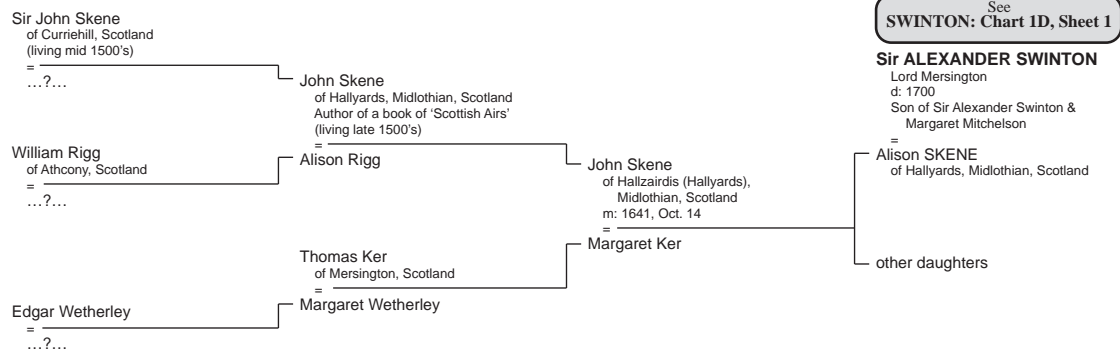 Sir John Skene
of Curriehill, Scotland
(living mid 1500's)
=
…?…
William Rigg
of Athcony, Scotland
=
…?…
Edgar Wetherley
=
…?…
John Skene
of Hallyards, Midlothian, Scotland
Author of a book of 'Scottish Airs'
(living late 1500's)
=
Alison Rigg
Thomas Ker
of Mersington, Scotland
=
Margaret Wetherley
John Skene
of Hallzairdis (Hallyards),
Midlothian, Scotland
m: 1641, Oct. 14
=
Margaret Ker
See
SWINTON: Chart 1D, Sheet 1
Sir ALEXANDER SWINTON
Lord Mersington
d: 1700
Son of Sir Alexander Swinton &
Margaret Mitchelson
=
Alison SKENE
of Hallyards, Midlothian, Scotland
other daughters